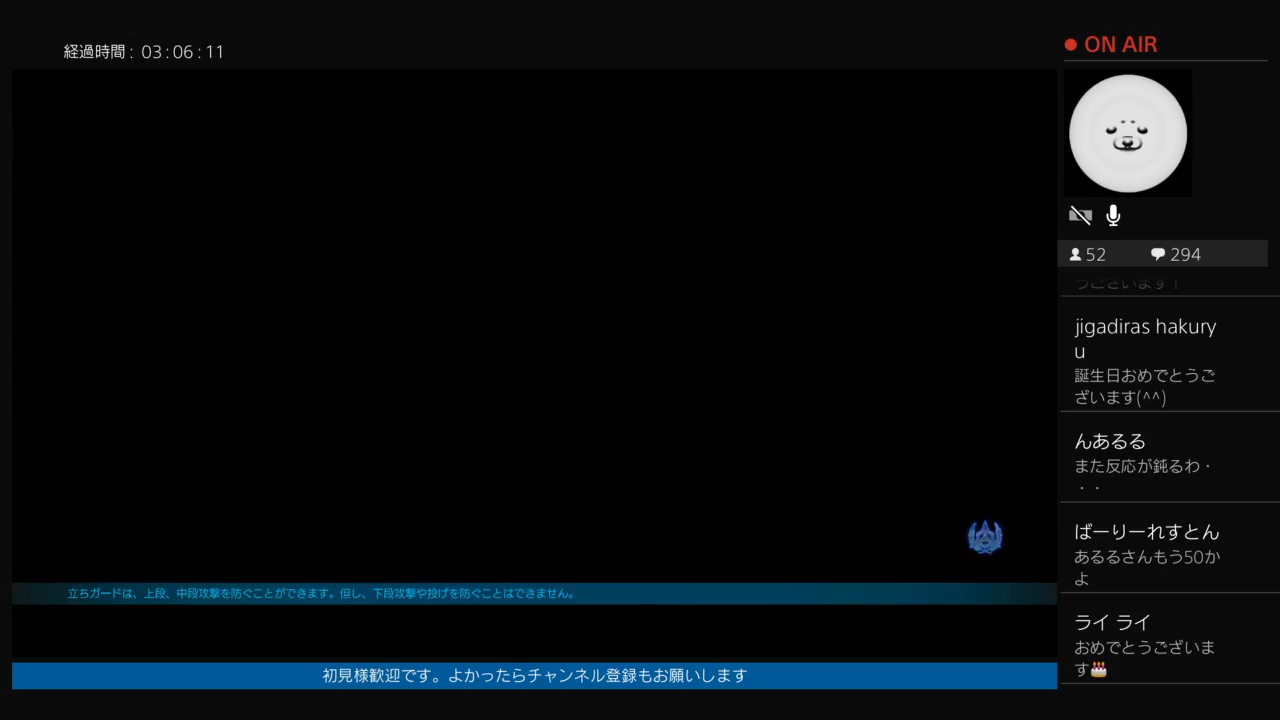 経過時間 : 03 : 06 : 11
ON AIR
52
294
うございます！
jigadiras hakury
u
誕生日おめでとうご
ざいます(^^)
んあるる
また反応が鈍るわ・
・・
ばーりーれすとん
あるるさんもう50か
よ
ライ ライ
おめでとうございま
す🎂
立ちガードは、上段、中段攻撃を防ぐことができます。但し、下段攻撃や投げを防ぐことはできません。
初見様歓迎です。よかったらチャンネル登録もお願いします